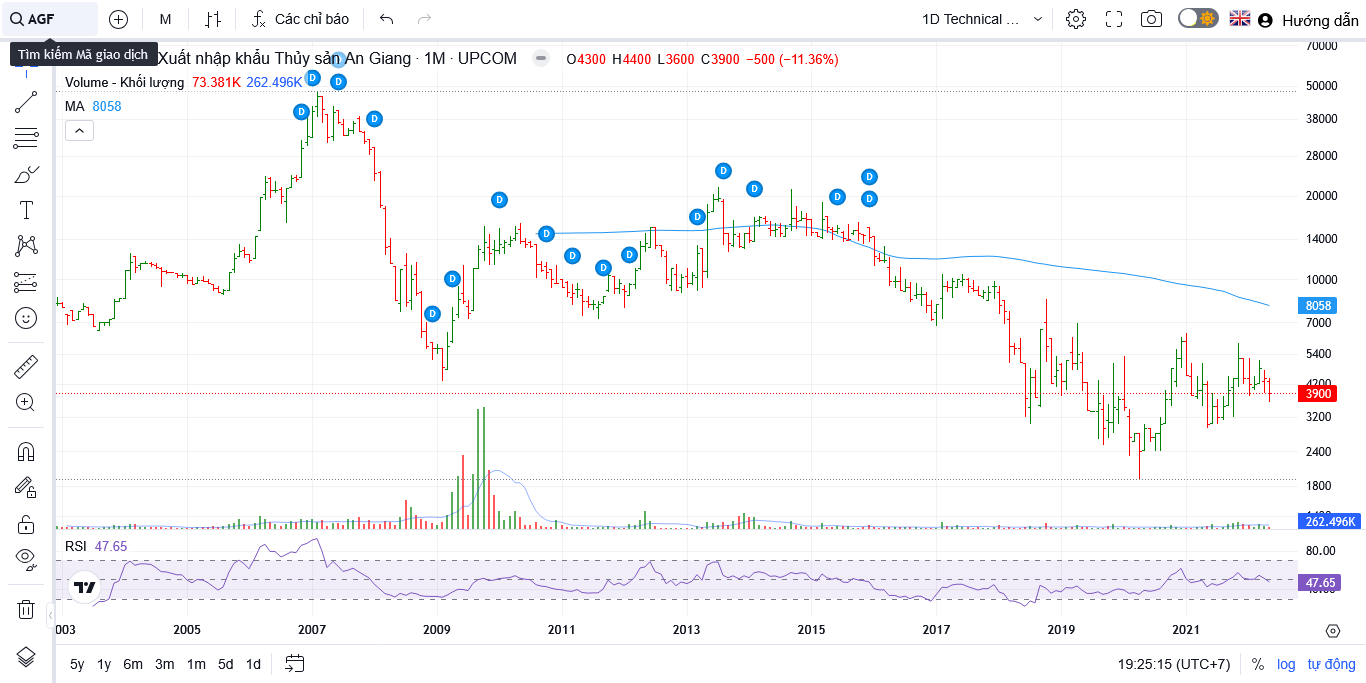 AGF
M
Các chỉ báo
1D Technical ...
Hướng dẫn
Tìm kiếm Mã giao dịch
Xuất nhập khẩu Thủy sản An Giang · 1M · UPCOM
O4300 H4400 L3600 C3900 −500 (−11.36%)
Volume - Khối lượng 73.381K 262.496K
MA 8058
D D D D D D D D D D D D D D D D D D
70000
50000
38000
28000
20000
14000
10000
8058
7000
5400
4200
3900
3200
2400
1800
262.496K
RSI 47.65
80.00
47.65
003 2005 2007 2009 2011 2013 2015 2017 2019 2021
5y 1y 6m 3m 1m 5d 1d
19:25:15 (UTC+7) % log tự động